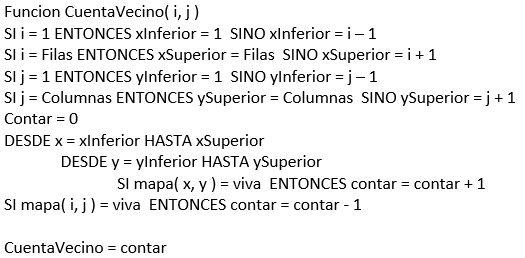 Funcion CuentaVecino( i, j )
SI i = 1 ENTONCES xInferior = 1  SINO xInferior = i – 1
SI i = Filas ENTONCES xSuperior = Filas  SINO xSuperior = i + 1
SI j = 1 ENTONCES yInferior = 1  SINO yInferior = j – 1
SI j = Columnas ENTONCES ySuperior = Columnas  SINO ySuperior = j + 1
Contar = 0
DESDE x = xInferior HASTA xSuperior
DESDE y = yInferior HASTA ySuperior
SI mapa( x, y ) = viva  ENTONCES contar = contar + 1
SI mapa( i, j ) = viva  ENTONCES contar = contar - 1
CuentaVecino = contar